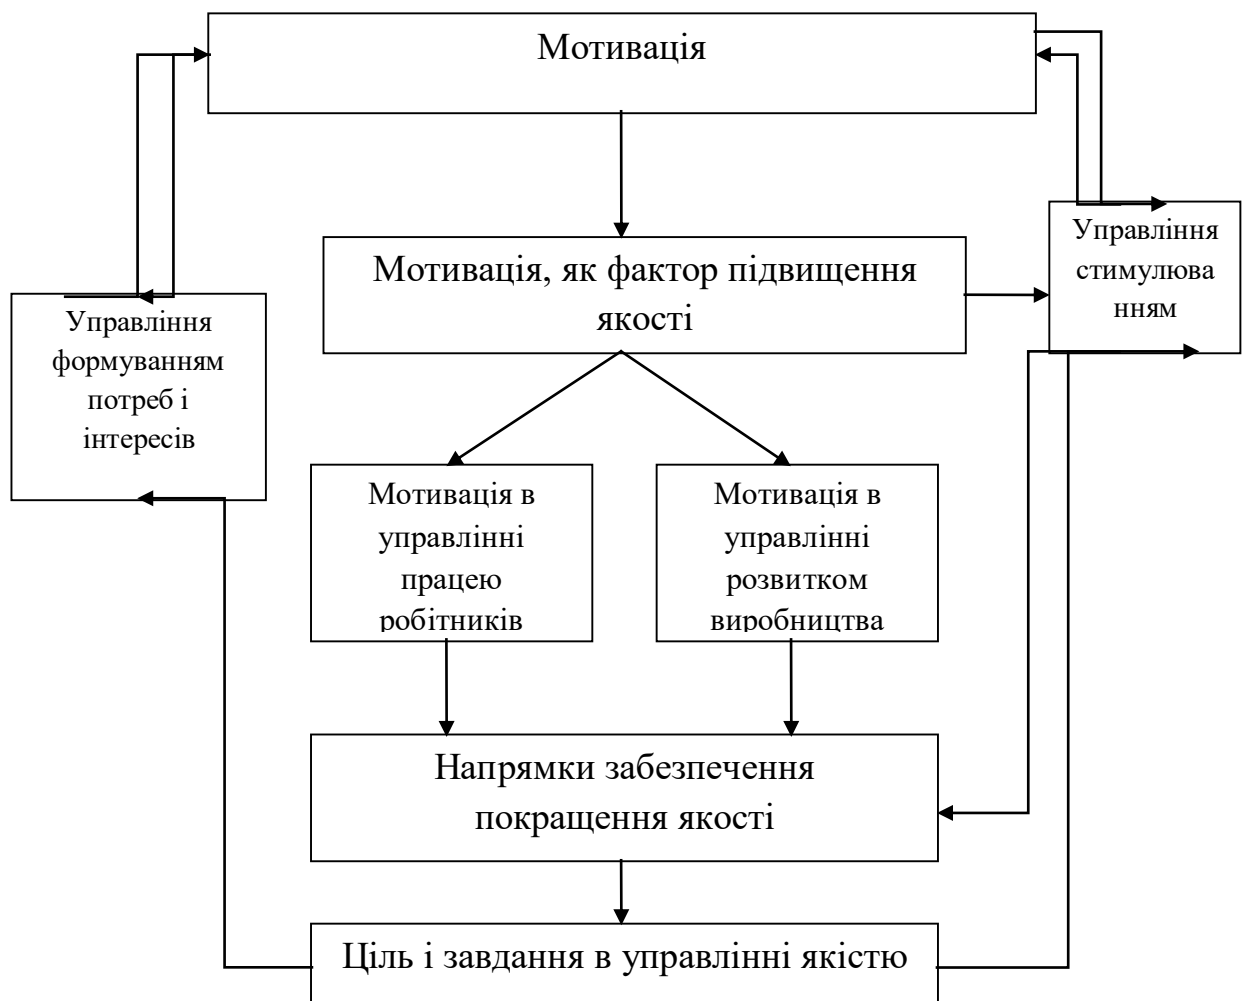 Мотивація
Управління
стимулюва
нням
Мотивація, як фактор підвищення
якості
Управління
формуванням
потреб і
інтересів
Мотивація в
управлінні
працею
робітників
Мотивація в
управлінні
розвитком
виробництва
Напрямки забезпечення
покращення якості
Ціль і завдання в управлінні якістю